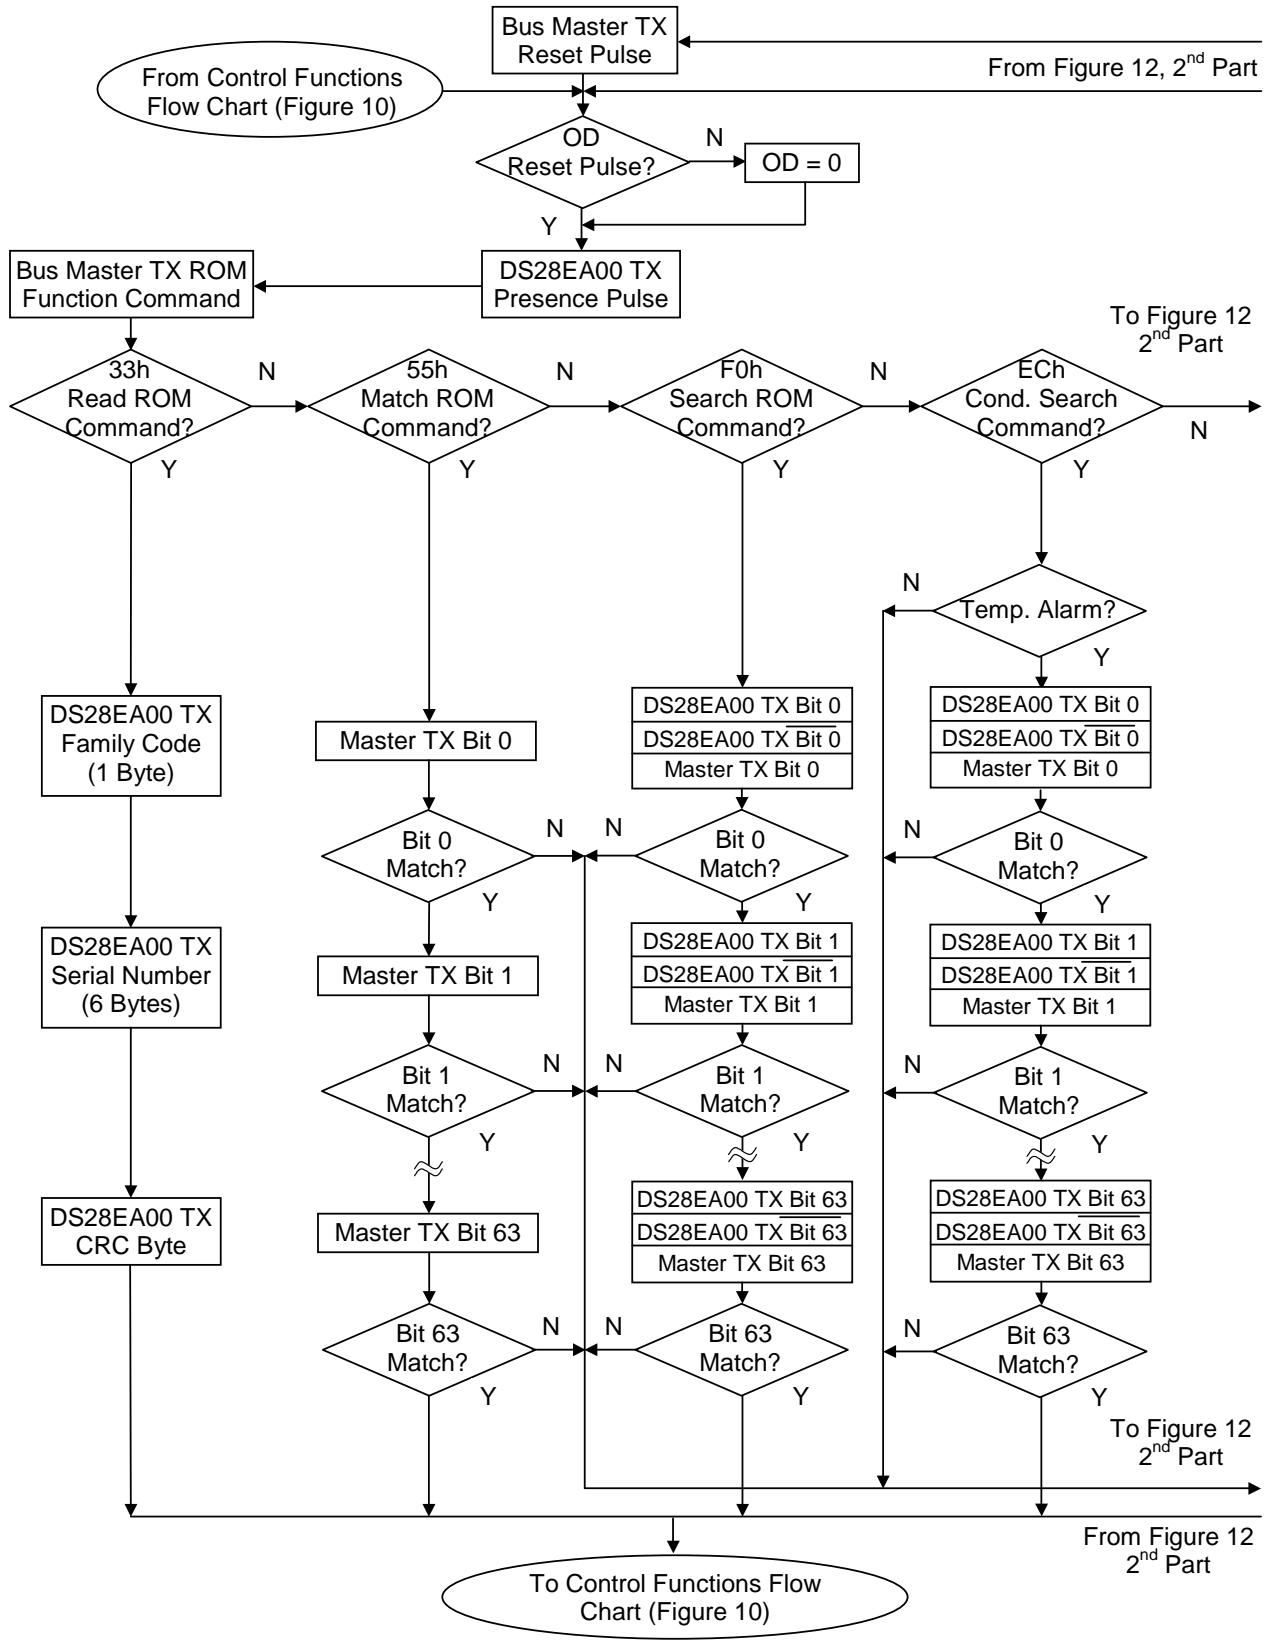 Bus Master TX
Reset Pulse
From Figure 12, 2nd Part
From Control Functions
Flow Chart (Figure 10)
OD
Reset Pulse?
N
OD = 0
Y
Bus Master TX ROM
Function Command
DS28EA00 TX
Presence Pulse
To Figure 12
2nd Part
33h
Read ROM
Command?
N
Y
55h
Match ROM
Command?
N
Y
F0h
Search ROM
Command?
N
Y
ECh
Cond. Search
Command?
N
Y
N
Temp. Alarm?
Y
DS28EA00 TX
Family Code
(1 Byte)
DS28EA00 TX
Serial Number
(6 Bytes)
DS28EA00 TX
CRC Byte
Master TX Bit 0
Bit 0
Match?
N
Y
Master TX Bit 1
Bit 1
Match?
N
Y
Master TX Bit 63
Bit 63
Match?
N
Y
DS28EA00 TX Bit 0
DS28EA00 TX Bit 0
Master TX Bit 0
N
Bit 0
Match?
Y
DS28EA00 TX Bit 1
DS28EA00 TX Bit 1
Master TX Bit 1
N
Bit 1
Match?
Y
DS28EA00 TX Bit 63
DS28EA00 TX Bit 63
Master TX Bit 63
N
Bit 63
Match?
Y
DS28EA00 TX Bit 0
DS28EA00 TX Bit 0
Master TX Bit 0
N
Bit 0
Match?
Y
DS28EA00 TX Bit 1
DS28EA00 TX Bit 1
Master TX Bit 1
N
Bit 1
Match?
Y
DS28EA00 TX Bit 63
DS28EA00 TX Bit 63
Master TX Bit 63
N
Bit 63
Match?
Y
To Figure 12
2nd Part
From Figure 12
2nd Part
To Control Functions Flow
Chart (Figure 10)